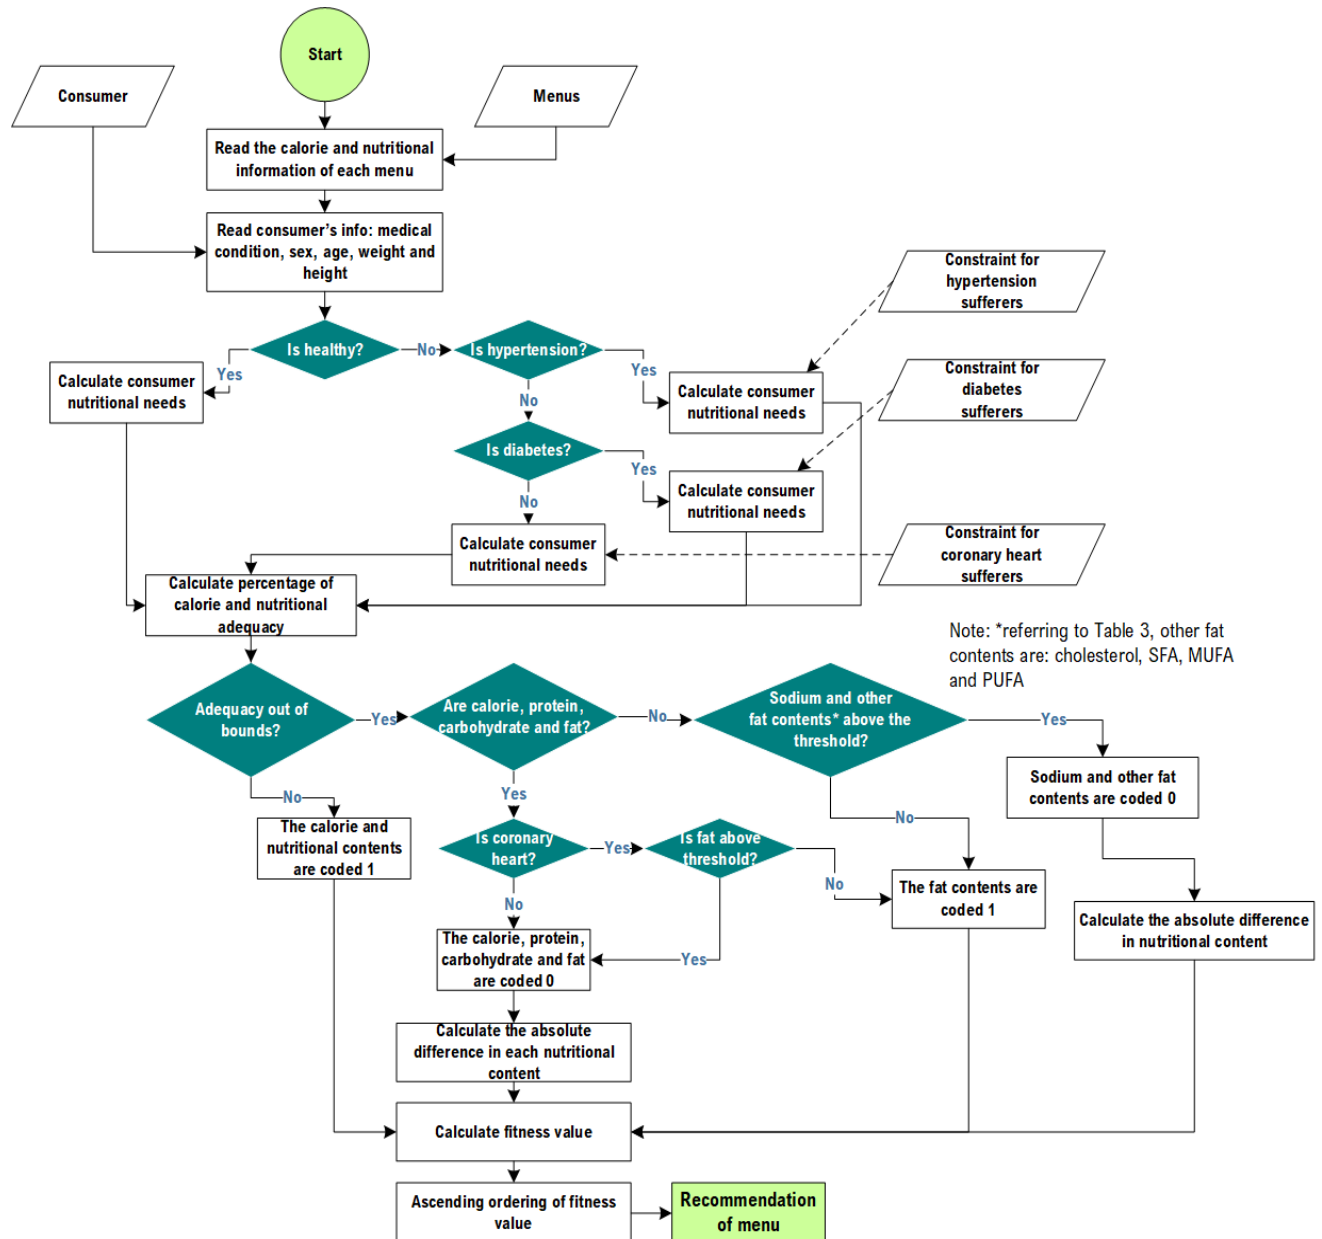 Start
Consumer
Menus
Read the calorie and nutritional
information of each menu
Read consumer's info: medical
condition, sex, age, weight and
height
Constraint for
hypertension
sufferers
Is healthy?
No
Is hypertension?
Yes
Yes
Calculate consumer
nutritional needs
Calculate consumer
nutritional needs
Constraint for
diabetes
sufferers
No
Is diabetes?
Yes
Calculate consumer
nutritional needs
No
Calculate consumer
nutritional needs
Constraint for
coronary heart
sufferers
Calculate percentage of
calorie and nutritional
adequacy
Note: *referring to Table 3, other fat
contents are: cholesterol, SFA, MUFA
and PUFA
Adequacy out of
bounds?
Yes
Are calorie, protein,
carbohydrate and fat?
No
Sodium and other
fat contents* above the
threshold?
Yes
Sodium and other fat
contents are coded 0
No
Yes
No
The calorie and
nutritional contents
are coded 1
Is coronary
heart?
Yes
Is fat above
threshold?
No
The fat contents are
coded 1
Calculate the absolute difference
in nutritional content
No
Yes
The calorie, protein,
carbohydrate and fat
are coded 0
Calculate the absolute
difference in each nutritional
content
Calculate fitness value
Ascending ordering of fitness
value
Recommendation
of menu